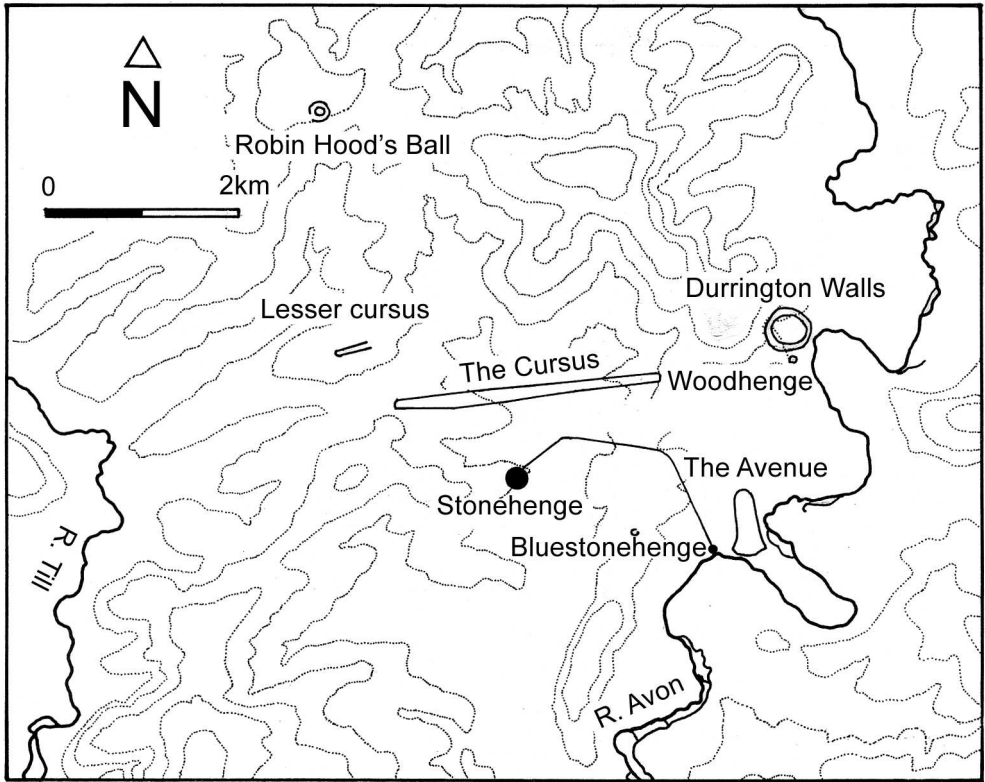 N
Robin Hood's Ball
0 2km
Durrington Walls
Lesser cursus
The Cursus
Woodhenge
The Avenue
Stonehenge
Bluestonehenge
R. Till
R. Avon